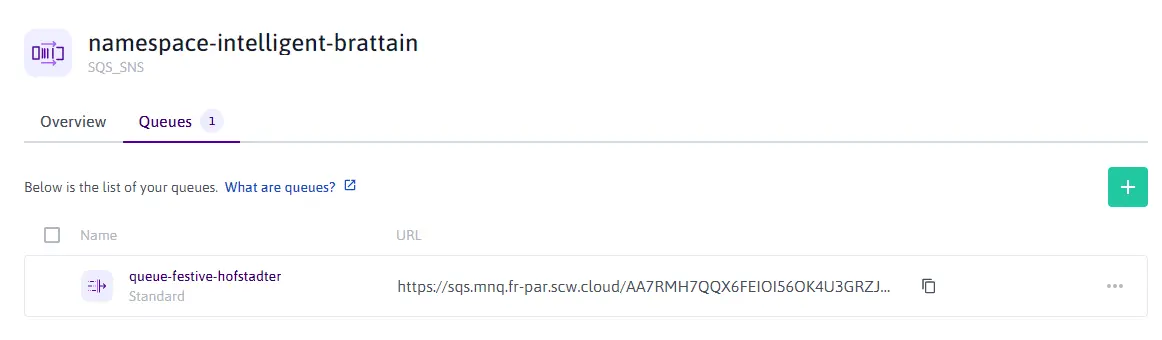 namespace-intelligent-brattain
SQS_SNS
Overview Queues 1
Below is the list of your queues. What are queues?
Name URL
queue-festive-hofstadter
Standard
https://sqs.mnq.fr-par.scw.cloud/AA7RMH7QQX6FEIOI56OK4U3GRZJ...